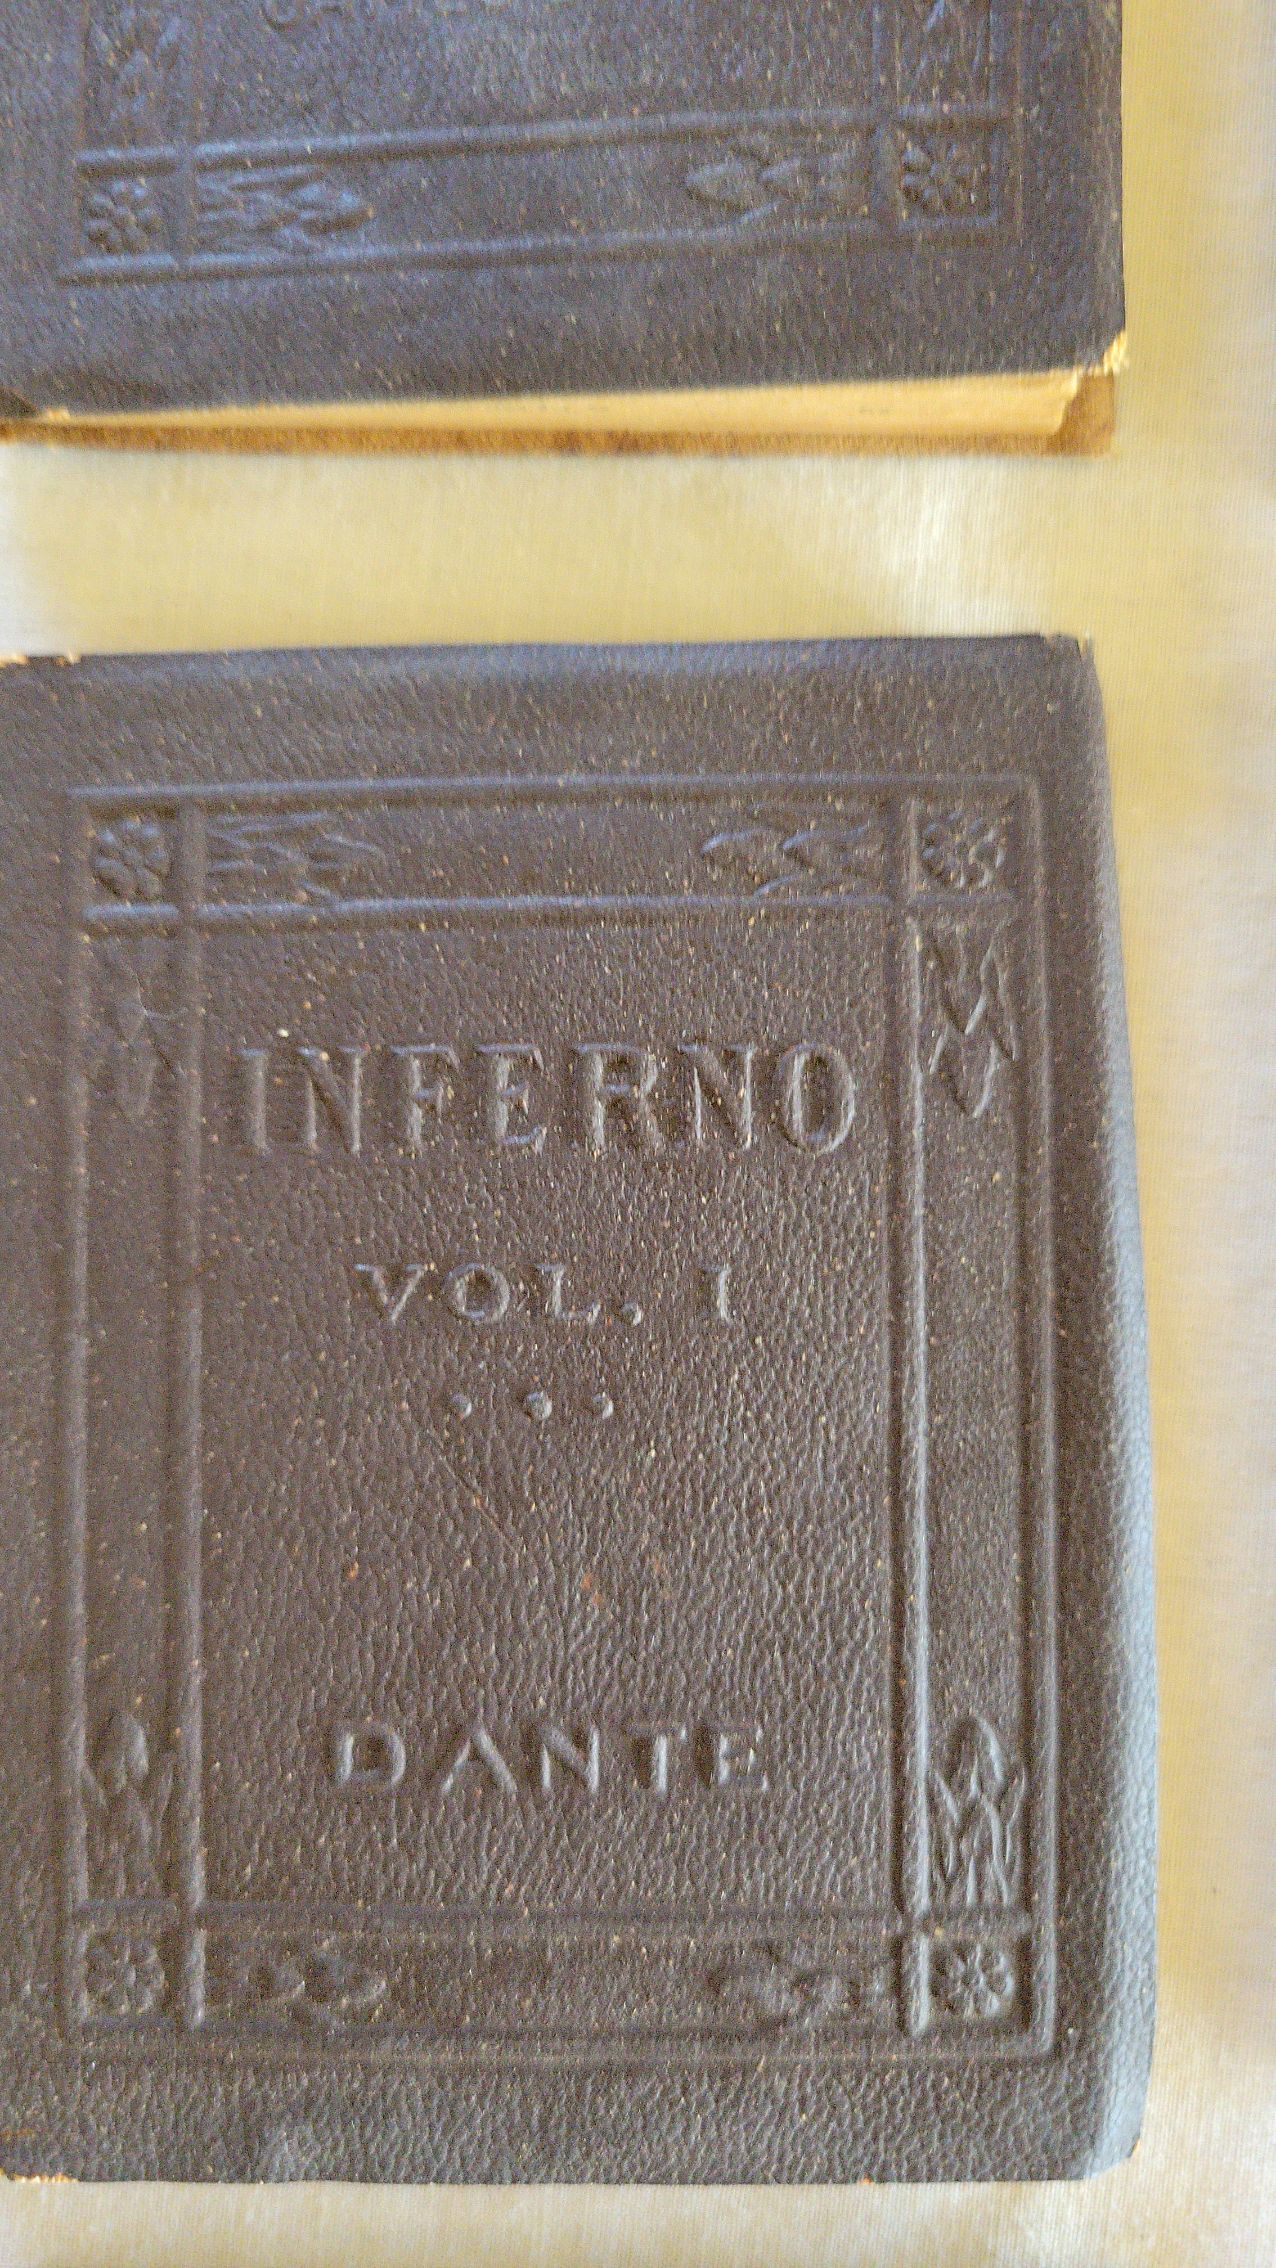 INFERNO
VOL. I
...
DANTE